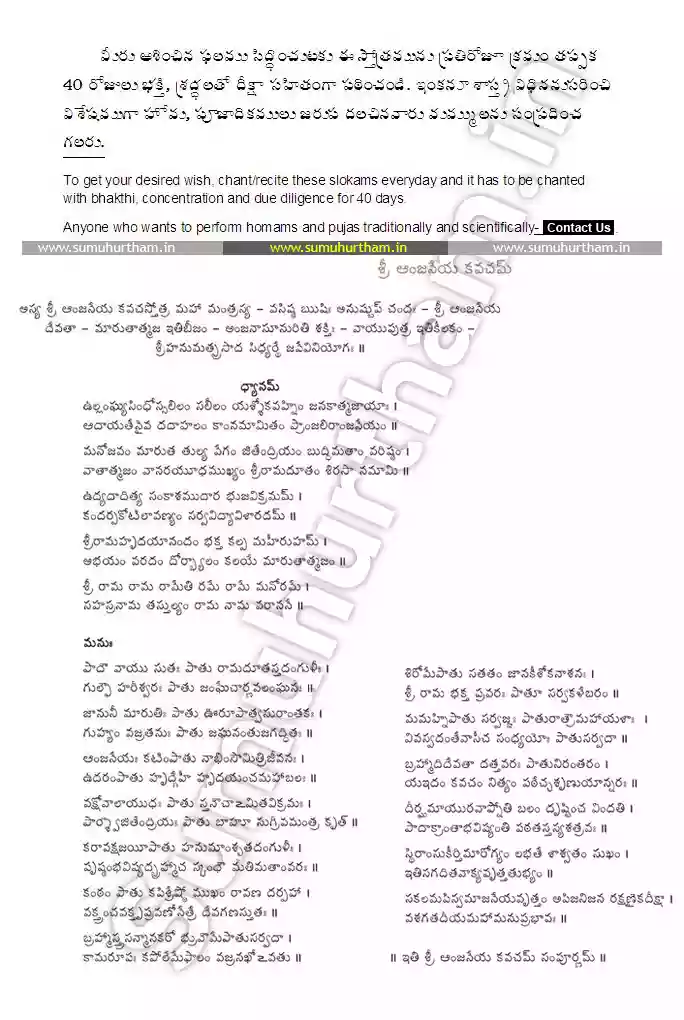 మీరు ఆశించిన ఫలము సిద్ధించుటకు ఈ స్తోత్రమును ప్రతిరోజూ క్రమం తప్పక
40 రోజులు భక్తి, శ్రద్ధలతో దీక్షా సహితంగా పఠించండి. ఇంకనూ శాస్త్ర విధిననుసరించి
విశేషముగా హోమ, పూజాదికములు జరుప దలచినవారు మమ్ములను సంప్రదించ
గలరు.
To get your desired wish, chant/recite these slokams everyday and it has to be chanted
with bhakthi, concentration and due diligence for 40 days.
Anyone who wants to perform homams and pujas traditionally and scientifically- Contact Us .
www.sumuhurtham.in www.sumuhurtham.in www.sumuhurtham.in
శ్రీ ఆంజనేయ కవచమ్
అస్య శ్రీ ఆంజనేయ కవచస్తోత్ర మహా మంత్రస్య – వసిష్ఠ ఋషిః అనుష్టుప్ చందః – శ్రీ ఆంజనేయ
దేవతా – మారుతాత్మజ ఇతిబీజం – అంజనాసూమరితి శక్తిః – వాయుపుత్ర ఇతికీలకం –
శ్రీహనుమత్ప్రసాద సిధ్యర్థే జపేవినియోగః ॥
ధ్యానమ్
ఉల్లంఘ్యసింధోస్సలిలం సలీలం యశ్శోకవహ్నిం జనకాత్మజాయాః ।
ఆదాయతేనైవ దదాహలం కాంనమామితం ప్రాంజలిరాంజనేయం ॥
మనోజవం మారుత తుల్య వేగం జితేంద్రియం బుద్ధిమతాం వరిష్ఠం ।
వాతాత్మజం వానరయూధముఖ్యం శ్రీరామదూతం శిరసా నమామి ॥
ఉద్యదాదిత్య సంకాశముదార భుజవిక్రమమ్ ।
కందర్పకోటిలావణ్యం సర్వవిద్యావిశారదమ్ ॥
శ్రీరామహృదయానందం భక్త కల్ప మహీరుహమ్ ।
అభయం వరదం దోర్భ్యాలం కలయే మారుతాత్మజం ॥
శ్రీ రామ రామ రామేతి రమే రామే మనోరమే ।
సహస్రనామ తత్తుల్యం రామ నామ వరాననే ॥
మనుః
పాదౌ వాయు సుతః పాతు రామదూతస్తదంగుళీః ।
గుల్ఫౌ హరీశ్వరః పాతు జంఘేచార్ణవలంఘనః ॥
జానునీ మారుతిః పాతు ఊరూపాత్వసురాంతకః ।
గుహ్యం వజ్రతనుః పాతు జఘనంతుజగద్ధితః ॥
ఆంజనేయః కటింపాతు నాభింసౌమిత్రిజీవనః ।
ఉదరంపాతు హృద్గేహీ హృదయంచమహాబలః ॥
వక్షోవాలాయుధః పాతు స్తనౌచాఽమితవిక్రమః ।
పార్శ్వౌజితేంద్రియః పాతు బాహూ సుగ్రీవమంత్ర కృత్ ॥
కరావక్షజయీపాతు హనుమాంశ్చతదంగుళీః ।
పృష్ఠంభవిష్యద్బ్రహ్మాచ స్కంధౌ మతిమతాంవరః ॥
కంఠం పాతు కపిశ్రేష్ఠో ముఖం రావణ దర్పహా ।
వక్త్రంచవక్తృప్రవణోనేత్రే దేవగణస్తుతః ॥
బ్రహ్మాస్త్రసన్మానకరో భ్రువౌమేపాతుసర్వదా ।
కామరూపః కపోలేమేఫాలం వజ్రనఖోఽవతు ॥
శిరోమేపాతు సతతం జానకీశోకనాశనః ।
శ్రీ రామ భక్త ప్రవరః పాతూ సర్వకళేబరం ॥
మమహ్నిపాతు సర్వజ్ఞః పాతురాత్రౌమహాయశాః ।
వివస్వదంతేవాసీచ సంధ్యయోః పాతుసర్వదా ॥
బ్రహ్మాదిదేవతా దత్తవరః పాతునిరంతరం ।
యఇదం కవచం నిత్యం పఠేచ్చశృణుయాన్నరః ॥
దీర్ఘమాయురవాప్నోతి బలం దృష్టించ విందతి ।
పాదాక్రాంతాభవిష్యంతి పఠతస్తస్యశత్రవః ॥
స్థిరాంసుకీర్తిమారోగ్యం లభతే శాశ్వతం సుఖం ।
ఇతినిగదితవాక్యవృత్తతుభ్యం ।
సకలమపిస్వమాజనేయవృత్తం అపిజనిజన రక్షణైకదీక్షా ।
వశగతదీయమహామనుప్రభావః ॥
॥ ఇతి శ్రీ ఆంజనేయ కవచమ్ సంపూర్ణమ్ ॥
sumuhurtham.in